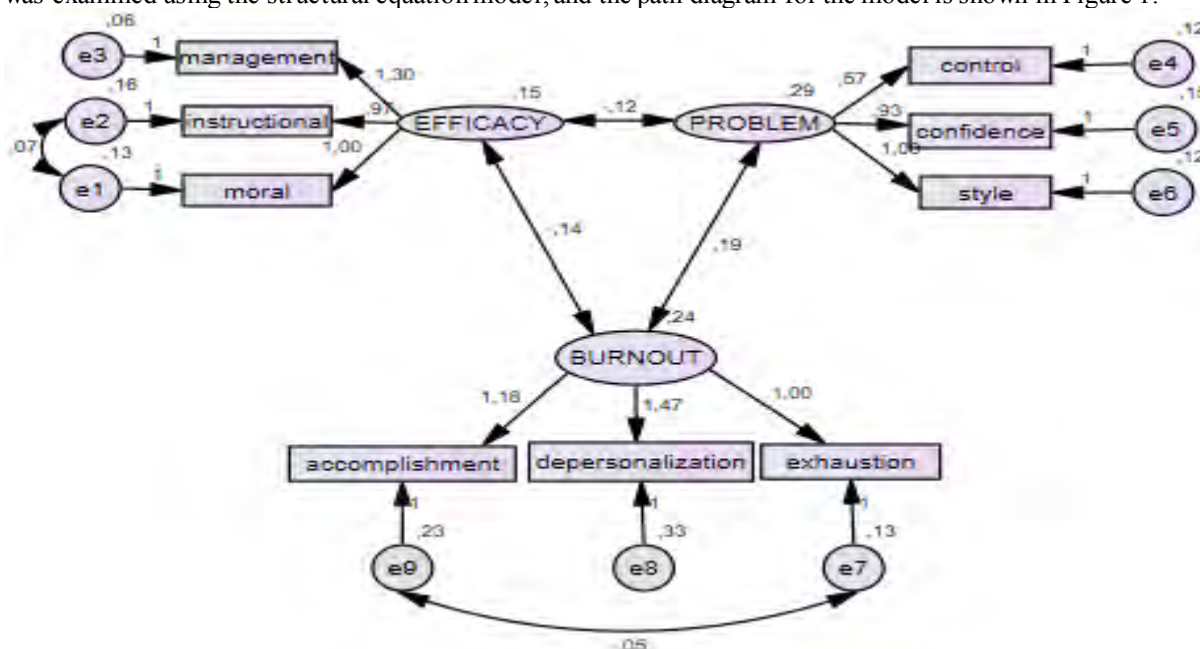 was examined using the structural equation model, and the path diagram for the model is shown in Figure 1.
,06
e3
1
management
1,30
,16
e2
1
instructional
,97
,07
,13
e1
1
moral
1,00
EFFICACY
,15
-,12
PROBLEM
,29
,57
control
1
e4
,12
,93
confidence
1
e5
style
1
e6
,12
-,14
,19
BURNOUT
,24
1,18
1,47
1,00
accomplishment
depersonalization
exhaustion
1
,23
1
,33
1
,13
e9
e8
e7
-,05